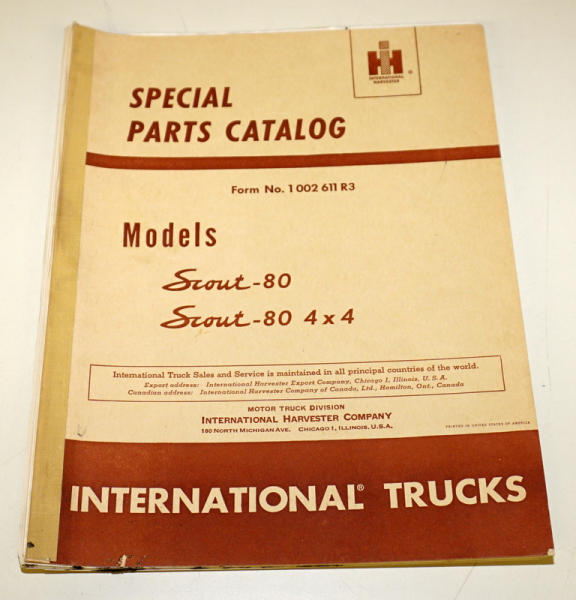 IH
INTERNATIONAL
HARVESTER
®
SPECIAL
PARTS CATALOG
Form No. 1 002 611 R3
Models
Scout-80
Scout-80 4 x 4
International Truck Sales and Service is maintained in all principal countries of the world.
Export address: International Harvester Export Company, Chicago 1, Illinois, U. S. A.
Canadian address: International Harvester Company of Canada, Ltd., Hamilton, Ont., Canada
MOTOR TRUCK DIVISION
INTERNATIONAL HARVESTER COMPANY
180 NORTH MICHIGAN AVE. CHICAGO 1, ILLINOIS, U.S.A.
PRINTED IN UNITED STATES OF AMERICA
INTERNATIONAL® TRUCKS